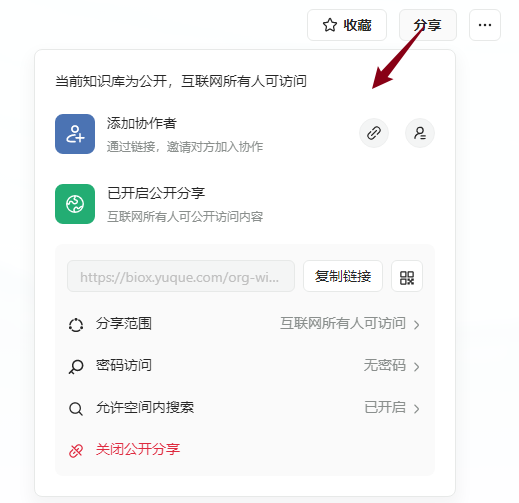 收藏
分享
当前知识库为公开，互联网所有人可访问
添加协作者
通过链接，邀请对方加入协作
已开启公开分享
互联网所有人可公开访问内容
https://biox.yuque.com/org-wi...
复制链接
分享范围
互联网所有人可访问
密码访问
无密码
允许空间内搜索
已开启
关闭公开分享